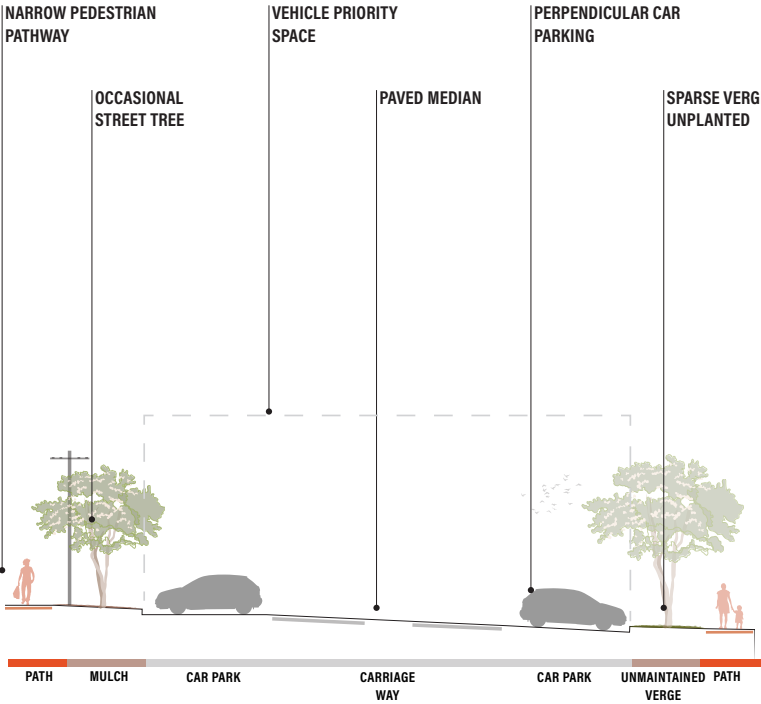 NARROW PEDESTRIAN
PATHWAY
VEHICLE PRIORITY
SPACE
PERPENDICULAR CAR
PARKING
OCCASIONAL
STREET TREE
PAVED MEDIAN
SPARSE VERG
UNPLANTED
PATH
MULCH
CAR PARK
CARRIAGE
WAY
CAR PARK
UNMAINTAINED
VERGE
PATH